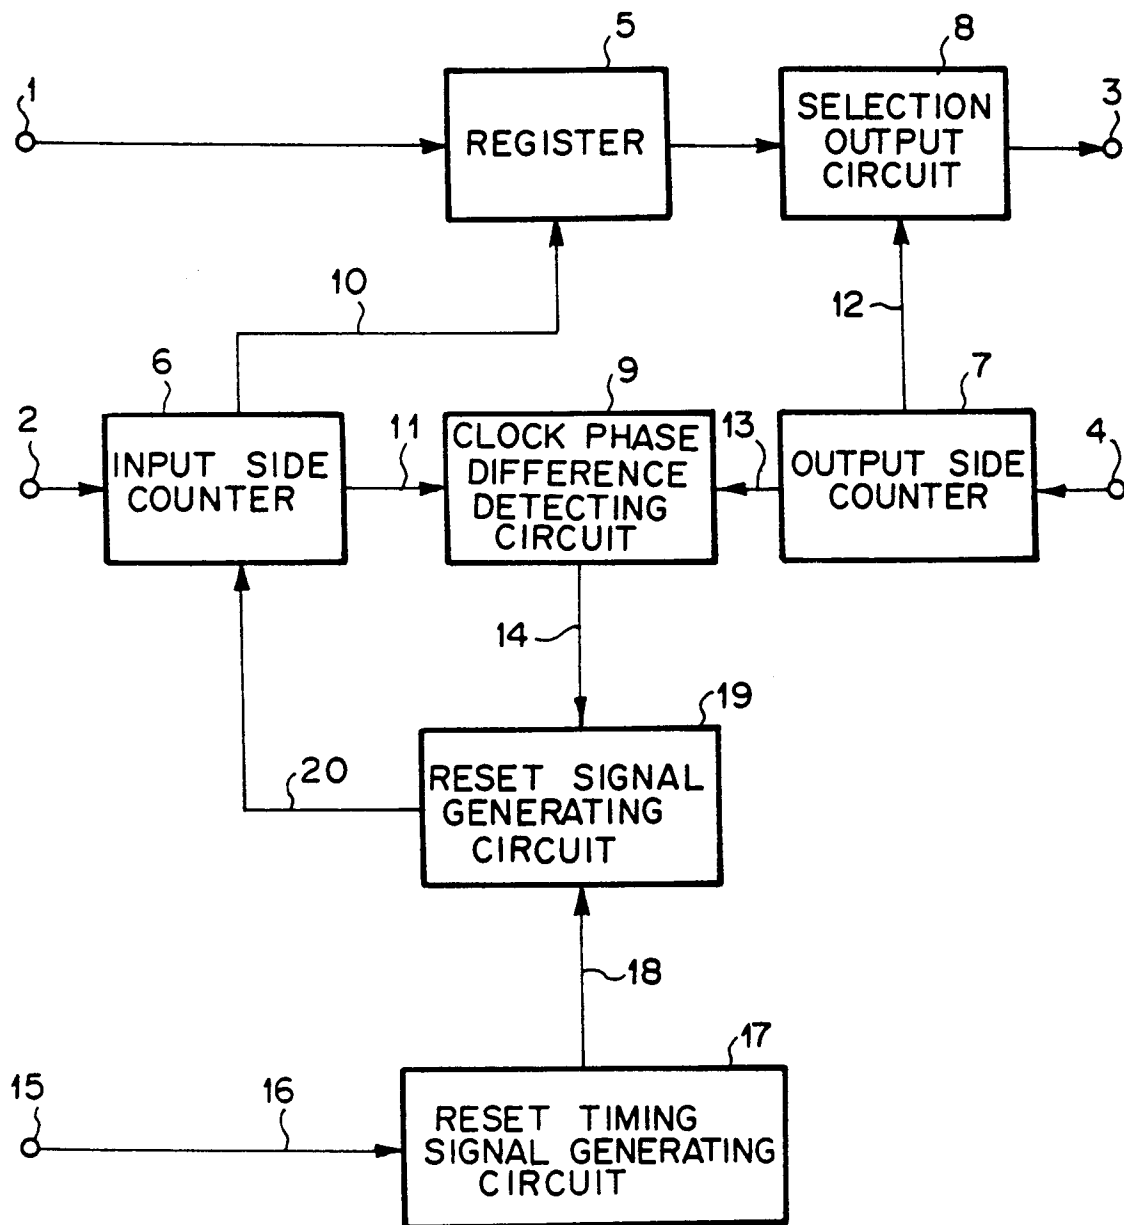 5
8
1
3
REGISTER
SELECTION
OUTPUT
CIRCUIT
10
12
6
9
7
2
11
13
4
INPUT SIDE
COUNTER
CLOCK PHASE
DIFFERENCE
DETECTING
CIRCUIT
OUTPUT SIDE
COUNTER
14
19
20
RESET SIGNAL
GENERATING
CIRCUIT
18
17
15
16
RESET TIMING
SIGNAL GENERATING
CIRCUIT